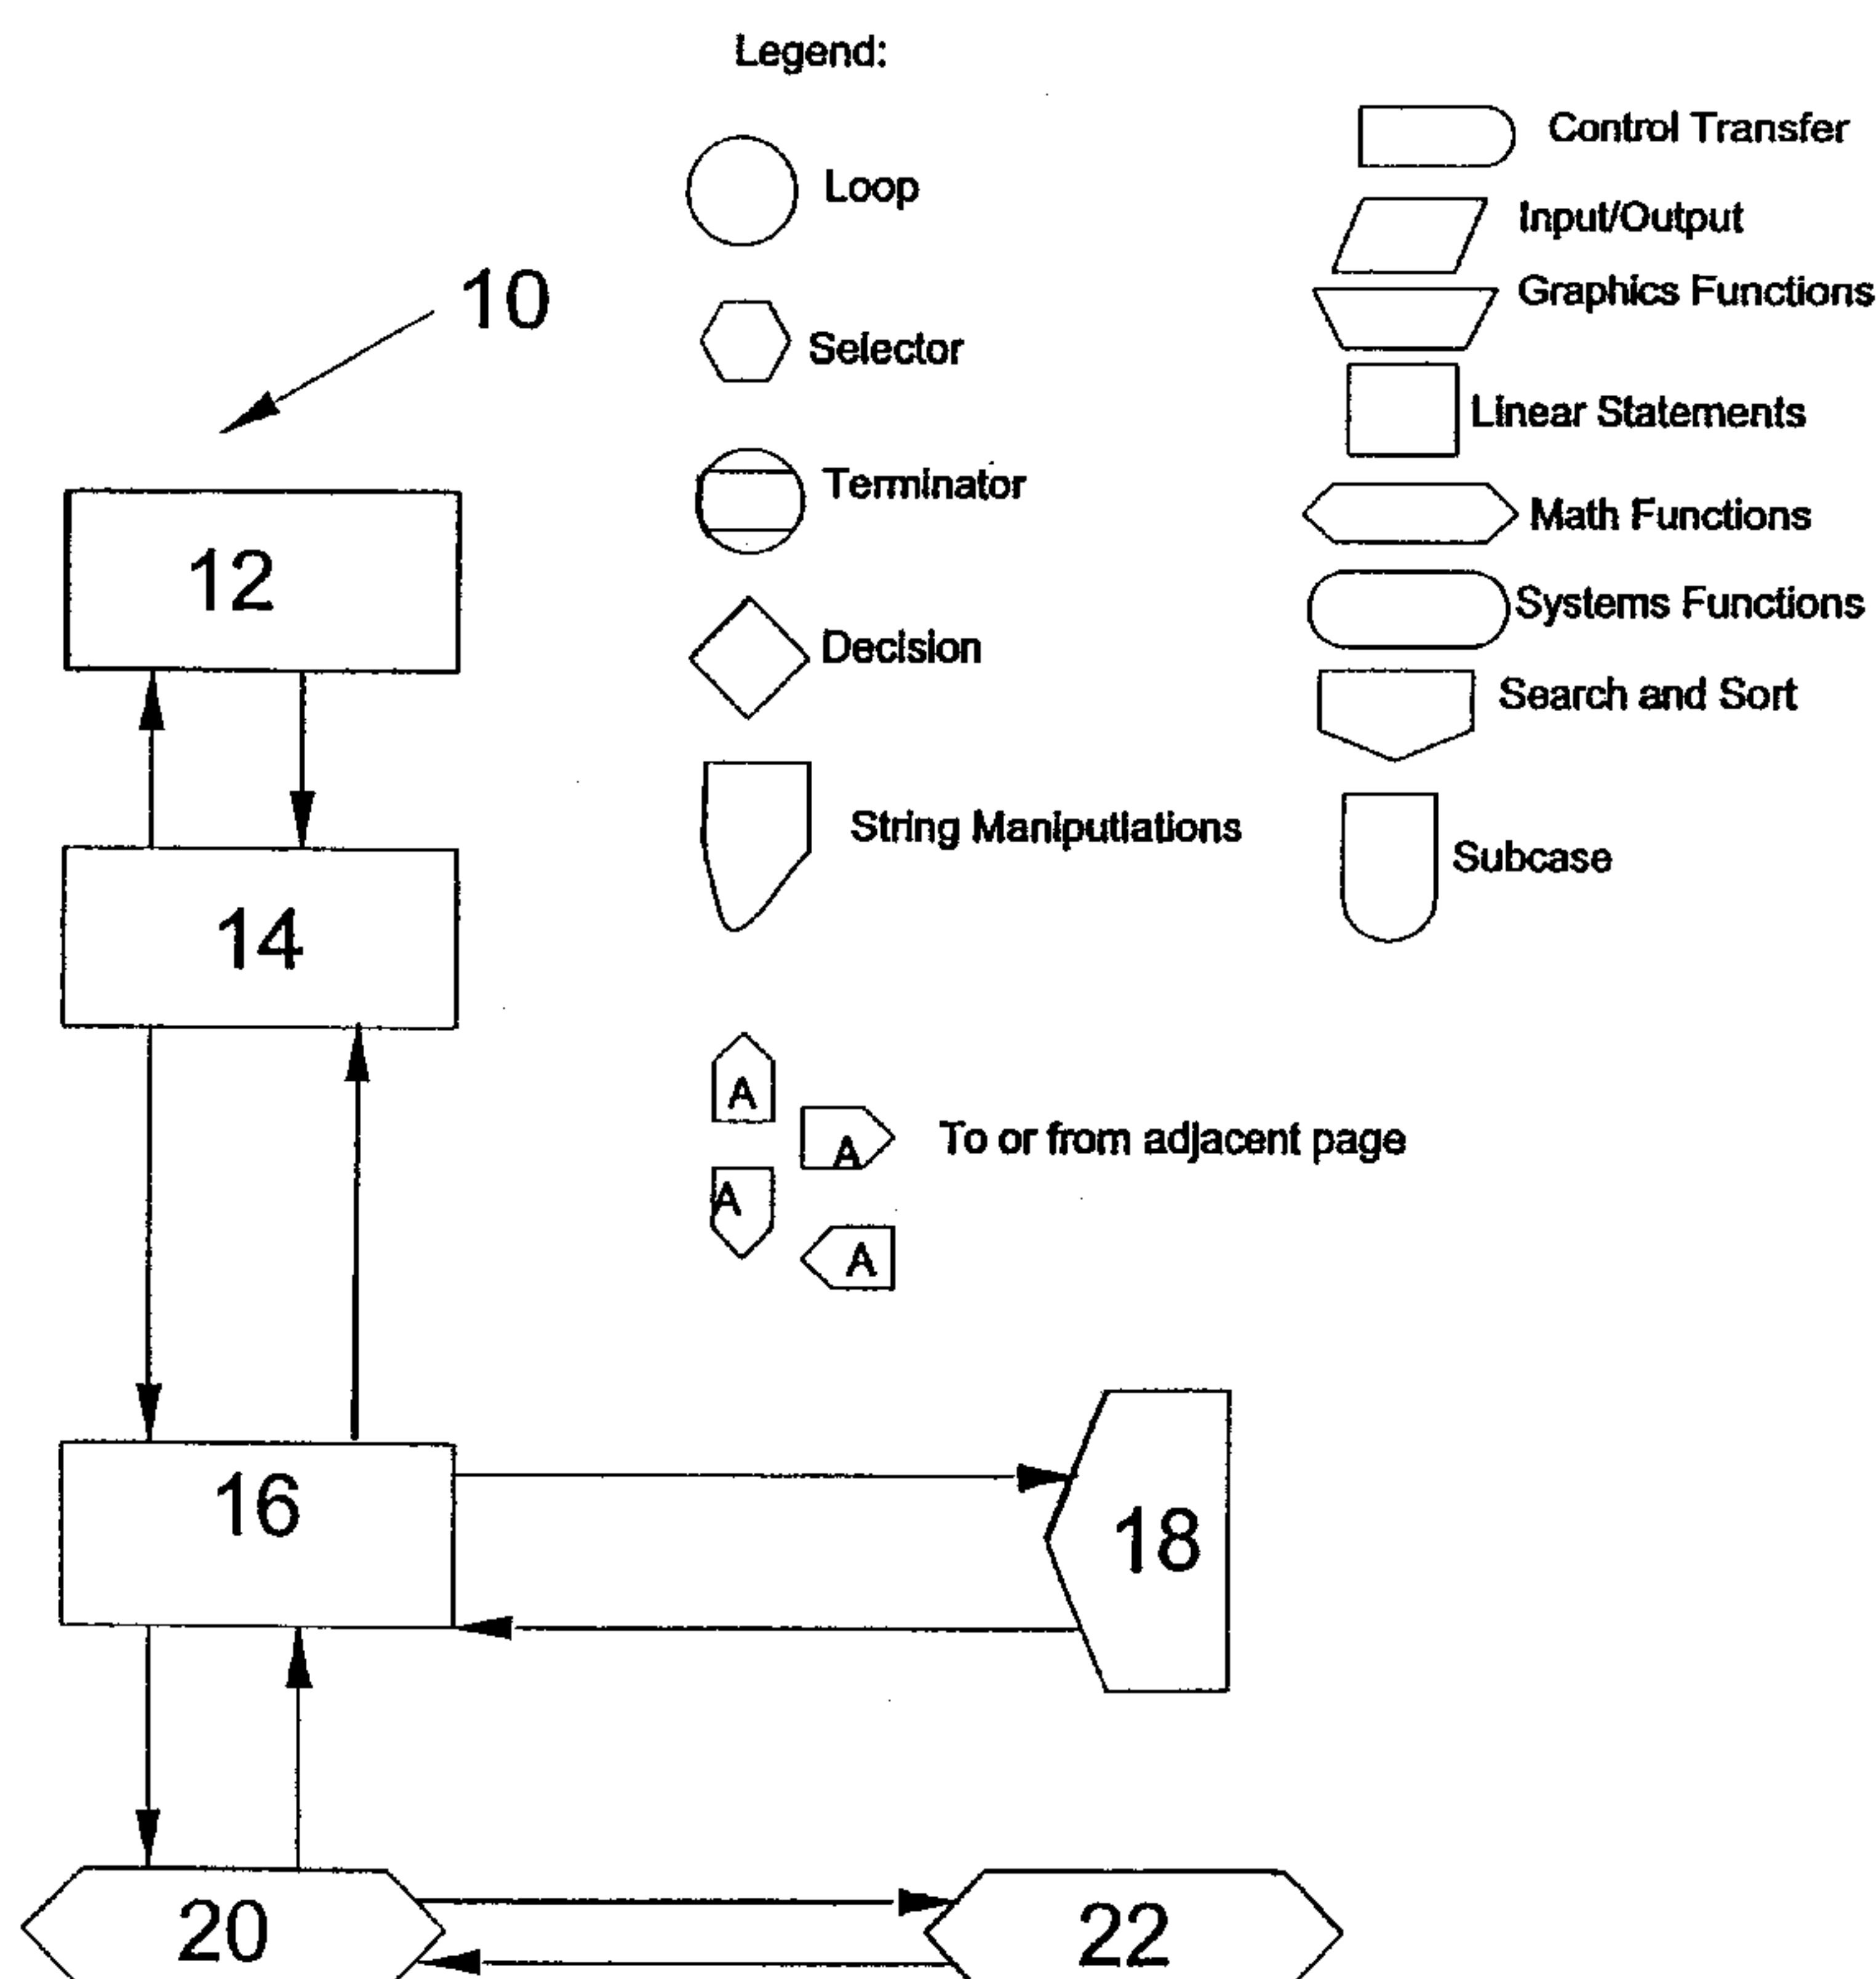 Legend:
Loop
Selector
Terminator
Decision
String Maniputlations
A
A
A
A
To or from adjacent page
Control Transfer
Input/Output
Graphics Functions
Linear Statements
Math Functions
Systems Functions
Search and Sort
Subcase
10
12
14
16
18
20
22